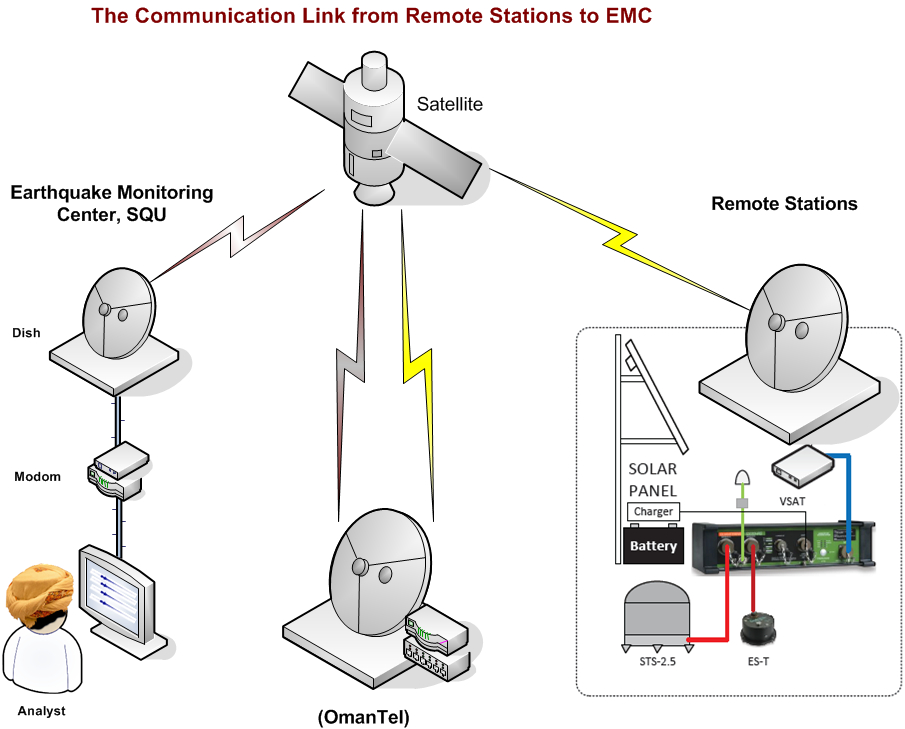 The Communication Link from Remote Stations to EMC
Satellite
Earthquake Monitoring
Center, SQU
Remote Stations
Dish
Modom
Analyst
(OmanTel)
SOLAR
PANEL
Charger
Battery
VSAT
STS-2.5
ES-T